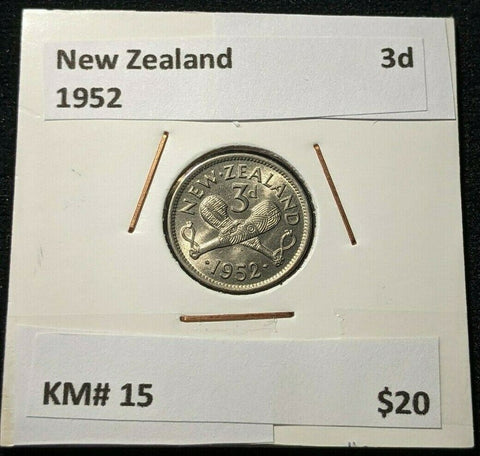 New Zealand 3d
1952
NEW·ZEALAND
3d
·1952·
KM# 15 $20